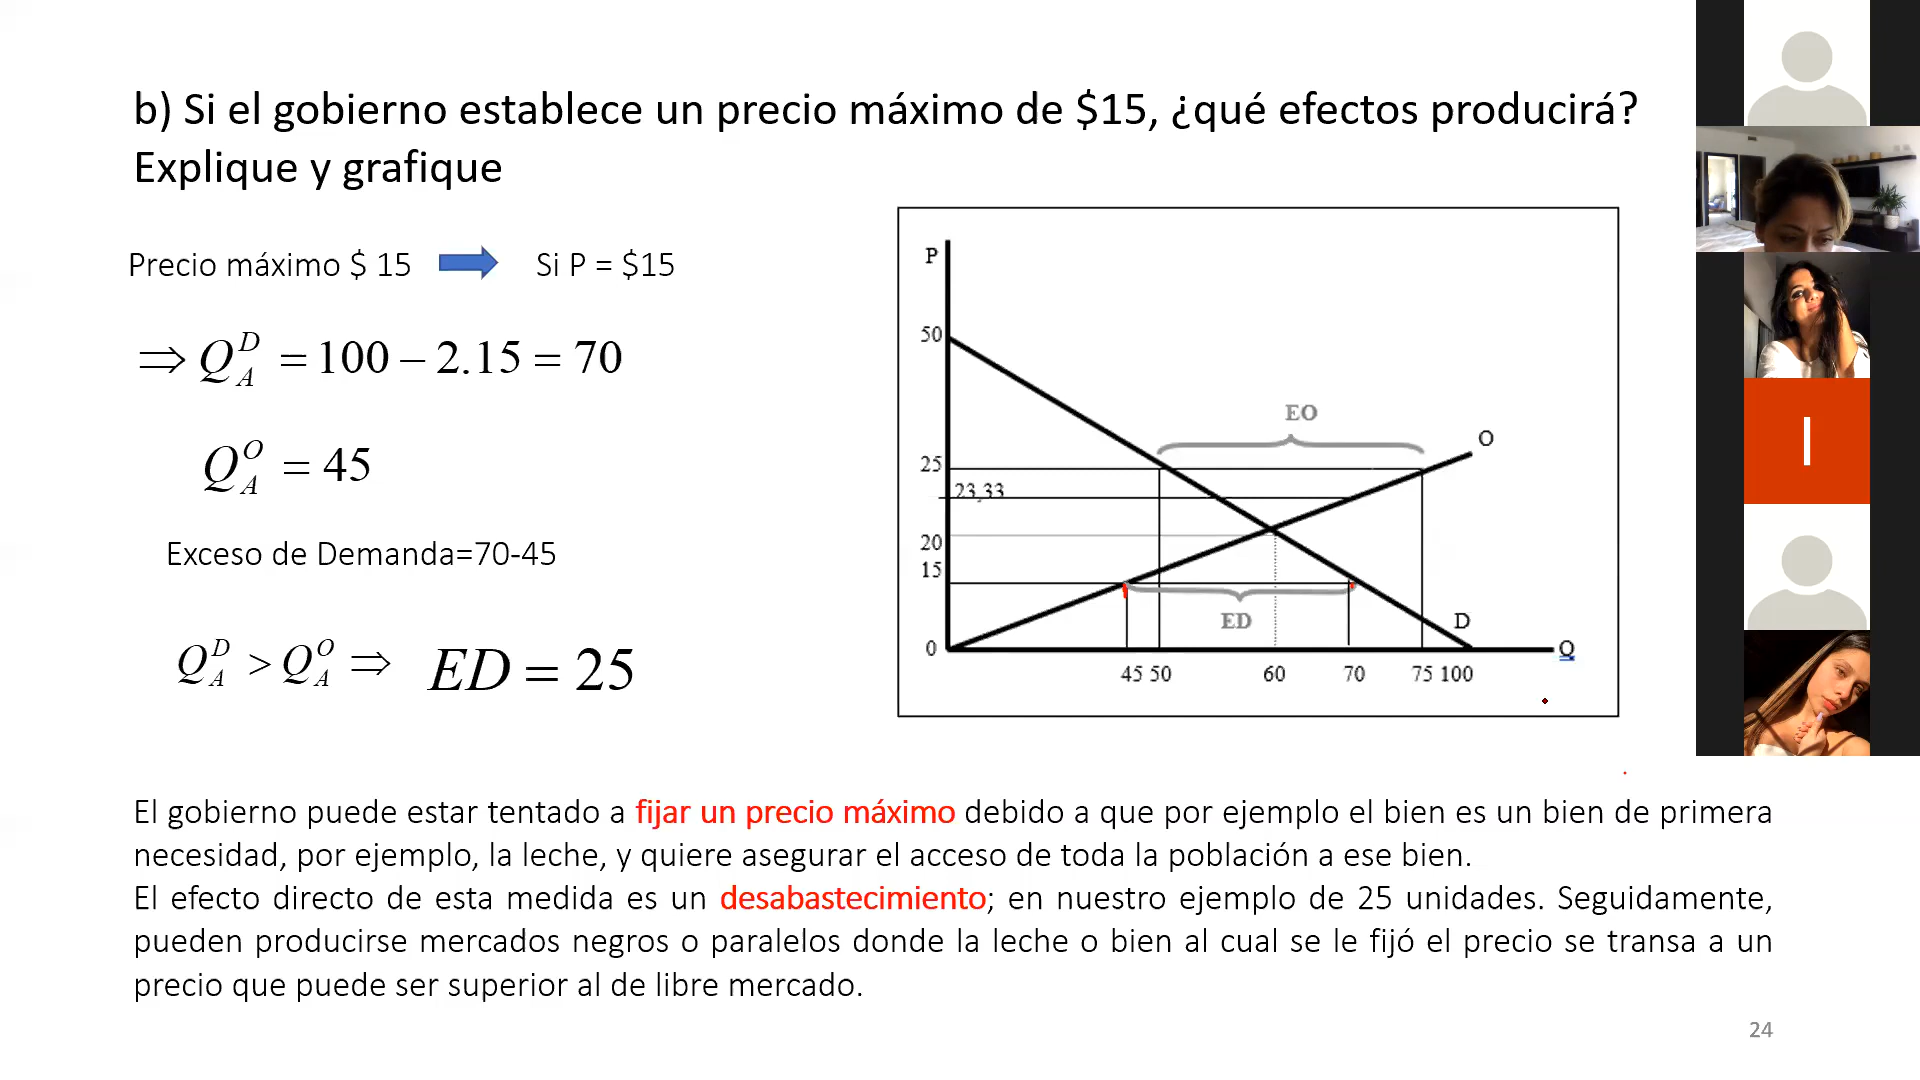 b) Si el gobierno establece un precio máximo de $15, ¿qué efectos producirá?
Explique y grafique
Precio máximo $ 15
Si P = $15
⇒ Q_A^D = 100 − 2.15 = 70
Q_A^O = 45
Exceso de Demanda=70-45
Q_A^D > Q_A^O ⇒ ED = 25
P
50
EO
O
25
23,33
20
15
ED
D
0
Q
45 50 60 70 75 100
I
El gobierno puede estar tentado a fijar un precio máximo debido a que por ejemplo el bien es un bien de primera
necesidad, por ejemplo, la leche, y quiere asegurar el acceso de toda la población a ese bien.
El efecto directo de esta medida es un desabastecimiento; en nuestro ejemplo de 25 unidades. Seguidamente,
pueden producirse mercados negros o paralelos donde la leche o bien al cual se le fijó el precio se transa a un
precio que puede ser superior al de libre mercado.
24